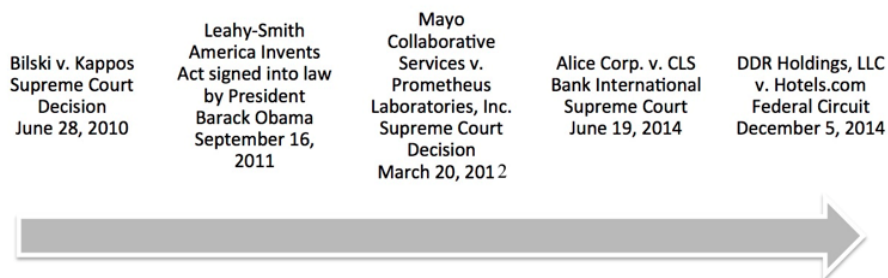 Bilski v. Kappos
Supreme Court
Decision
June 28, 2010
Leahy-Smith
America Invents
Act signed into law
by President
Barack Obama
September 16,
2011
Mayo
Collaborative
Services v.
Prometheus
Laboratories, Inc.
Supreme Court
Decision
March 20, 2012
Alice Corp. v. CLS
Bank International
Supreme Court
June 19, 2014
DDR Holdings, LLC
v. Hotels.com
Federal Circuit
December 5, 2014